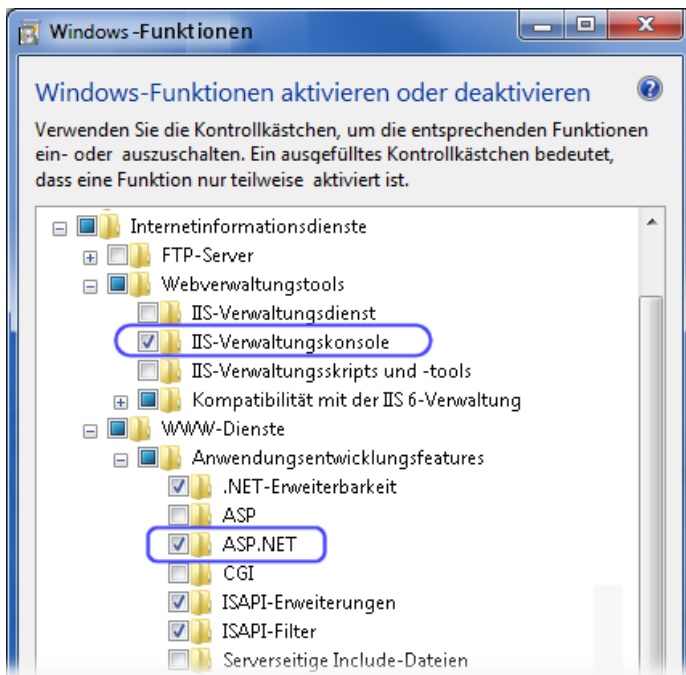 Windows-Funktionen
Windows-Funktionen aktivieren oder deaktivieren
Verwenden Sie die Kontrollkästchen, um die entsprechenden Funktionen
ein- oder auszuschalten. Ein ausgefülltes Kontrollkästchen bedeutet,
dass eine Funktion nur teilweise aktiviert ist.
Internetinformationsdienste
FTP-Server
Webverwaltungstools
IIS-Verwaltungsdienst
IIS-Verwaltungskonsole
IIS-Verwaltungsskripts und -tools
Kompatibilität mit der IIS 6-Verwaltung
WWW-Dienste
Anwendungsentwicklungsfeatures
.NET-Erweiterbarkeit
ASP
ASP.NET
CGI
ISAPI-Erweiterungen
ISAPI-Filter
Serverseitige Include-Dateien